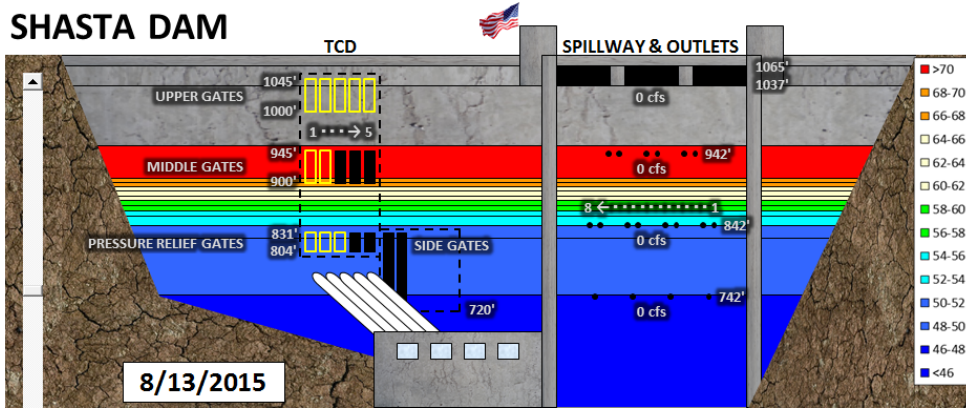 SHASTA DAM
TCD
SPILLWAY & OUTLETS
1045'
UPPER GATES
1000'
1 5
1065'
1037'
0 cfs
945'
MIDDLE GATES
900'
942'
0 cfs
8 1
831'
PRESSURE RELIEF GATES
804'
SIDE GATES
842'
0 cfs
720'
742'
0 cfs
8/13/2015
>70
68-70
66-68
64-66
62-64
60-62
58-60
56-58
54-56
52-54
50-52
48-50
46-48
<46